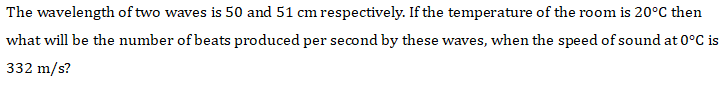 The wavelength of two waves is 50 and 51 cm respectively. If the temperature of the room is 20°C then
what will be the number of beats produced per second by these waves, when the speed of sound at 0°C is
332 m/s?